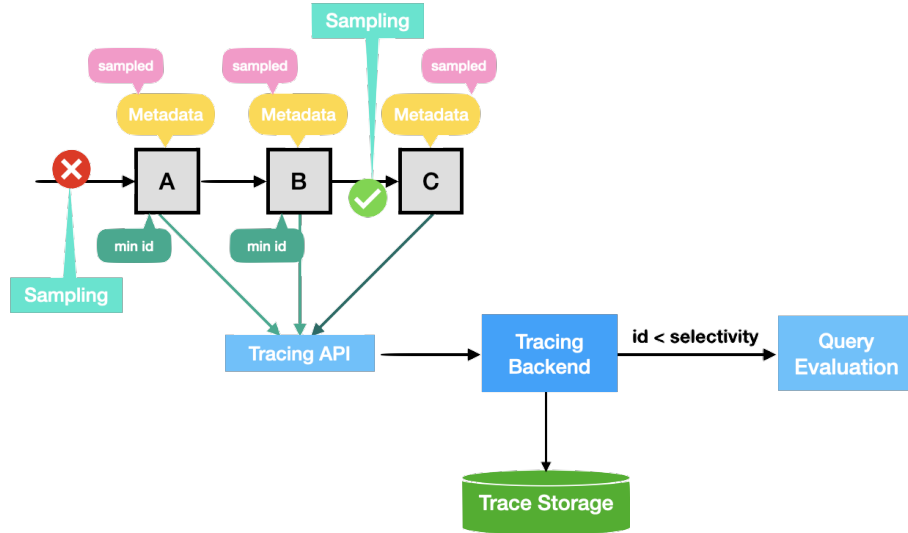 Sampling
sampled
sampled
sampled
Metadata
Metadata
Metadata
A
B
C
min id
min id
Sampling
Tracing API
Tracing
Backend
id < selectivity
Query
Evaluation
Trace Storage